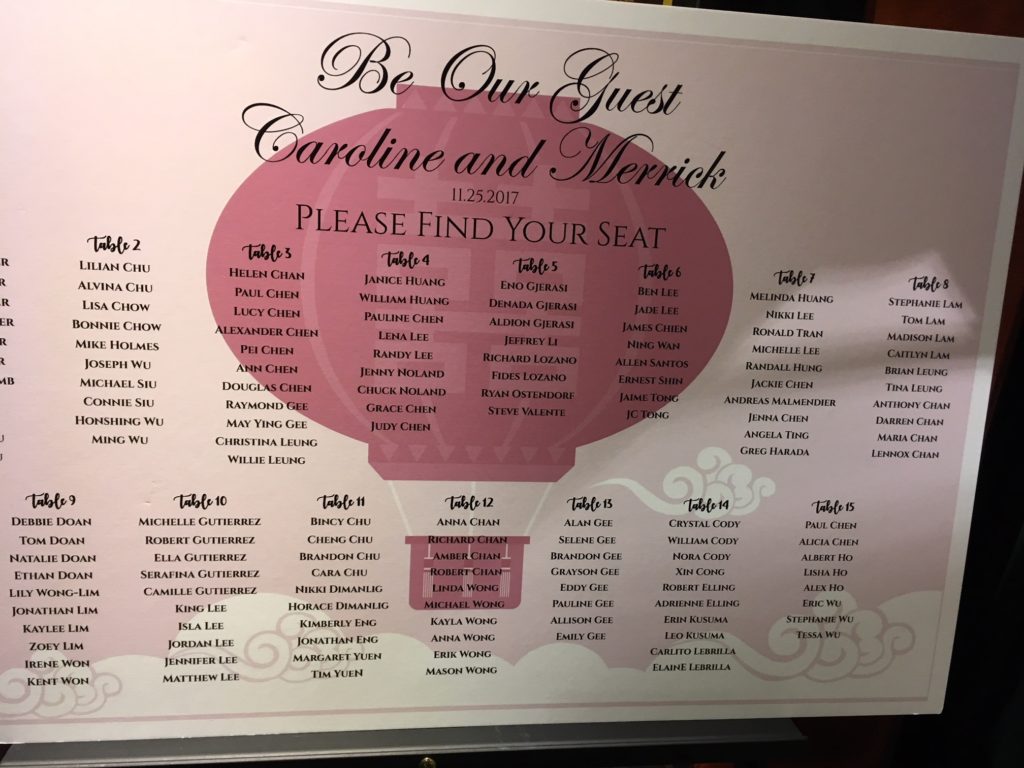 Be Our Guest
Caroline and Merrick
11.25.2017
Please Find Your Seat
Table 2
Lilian Chu
Alvina Chu
Lisa Chow
Bonnie Chow
Mike Holmes
Joseph Wu
Michael Siu
Connie Siu
Honshing Wu
Ming Wu
Table 3
Helen Chan
Paul Chen
Lucy Chen
Alexander Chen
Pei Chen
Ann Chen
Douglas Chen
Raymond Gee
May Ying Gee
Christina Leung
Willie Leung
Table 4
Janice Huang
William Huang
Pauline Chen
Lena Lee
Randy Lee
Jenny Noland
Chuck Noland
Grace Chen
Judy Chen
Table 5
Eno Gjerasi
Denada Gjerasi
Aldion Gjerasi
Jeffrey Li
Richard Lozano
Fides Lozano
Ryan Ostendorf
Steve Valente
Table 6
Ben Lee
Jade Lee
James Chien
Ning Wan
Allen Santos
Ernest Shin
Jaime Tong
JC Tong
Table 7
Melinda Huang
Nikki Lee
Ronald Tran
Michelle Lee
Randall Hung
Jackie Chen
Andreas Malmendier
Jenna Chen
Angela Ting
Greg Harada
Table 8
Stephanie Lam
Tom Lam
Madison Lam
Caitlyn Lam
Brian Leung
Tina Leung
Anthony Chan
Darren Chan
Maria Chan
Lennox Chan
Table 9
Debbie Doan
Tom Doan
Natalie Doan
Ethan Doan
Lily Wong-Lim
Jonathan Lim
Kaylee Lim
Zoey Lim
Irene Won
Kent Won
Table 10
Michelle Gutierrez
Robert Gutierrez
Ella Gutierrez
Serafina Gutierrez
Camille Gutierrez
King Lee
Isla Lee
Jordan Lee
Jennifer Lee
Matthew Lee
Table 11
Bincy Chu
Cheng Chu
Brandon Chu
Cara Chu
Nikki Dimanlig
Horace Dimanlig
Kimberly Eng
Jonathan Eng
Margaret Yuen
Tim Yuen
Table 12
Anna Chan
Richard Chan
Amber Chan
Robert Chan
Linda Wong
Michael Wong
Kayla Wong
Anna Wong
Erik Wong
Mason Wong
Table 13
Alan Gee
Selene Gee
Brandon Gee
Grayson Gee
Eddy Gee
Pauline Gee
Allison Gee
Emily Gee
Table 14
Crystal Cody
William Cody
Nora Cody
Xin Cong
Robert Elling
Adrienne Elling
Erin Kusuma
Leo Kusuma
Carlito Lebrilla
Elaine Lebrilla
Table 15
Paul Chen
Alicia Chen
Albert Ho
Lisha Ho
Alex Ho
Eric Wu
Stephanie Wu
Tessa Wu